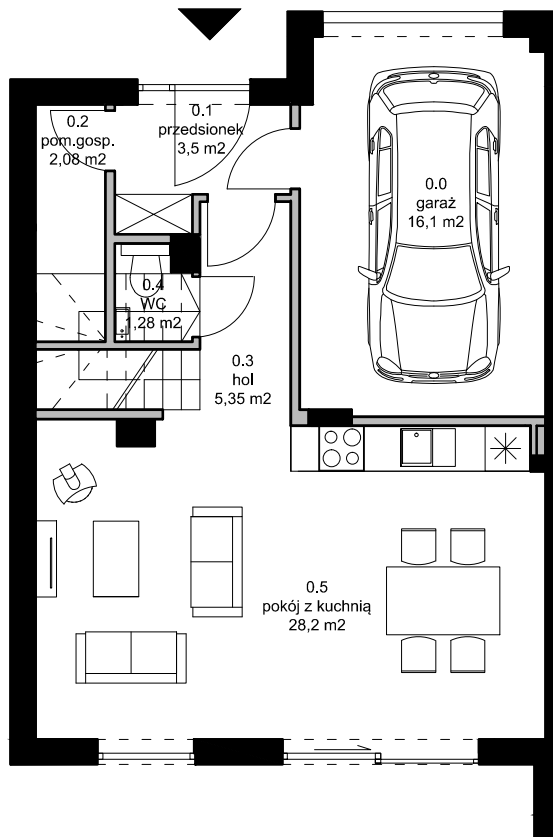 0.1
przedsionek
3,5 m2
0.2
pom.gosp.
2,08 m2
0.0
garaż
16,1 m2
0.4
WC
1,28 m2
0.3
hol
5,35 m2
0.5
pokój z kuchnią
28,2 m2